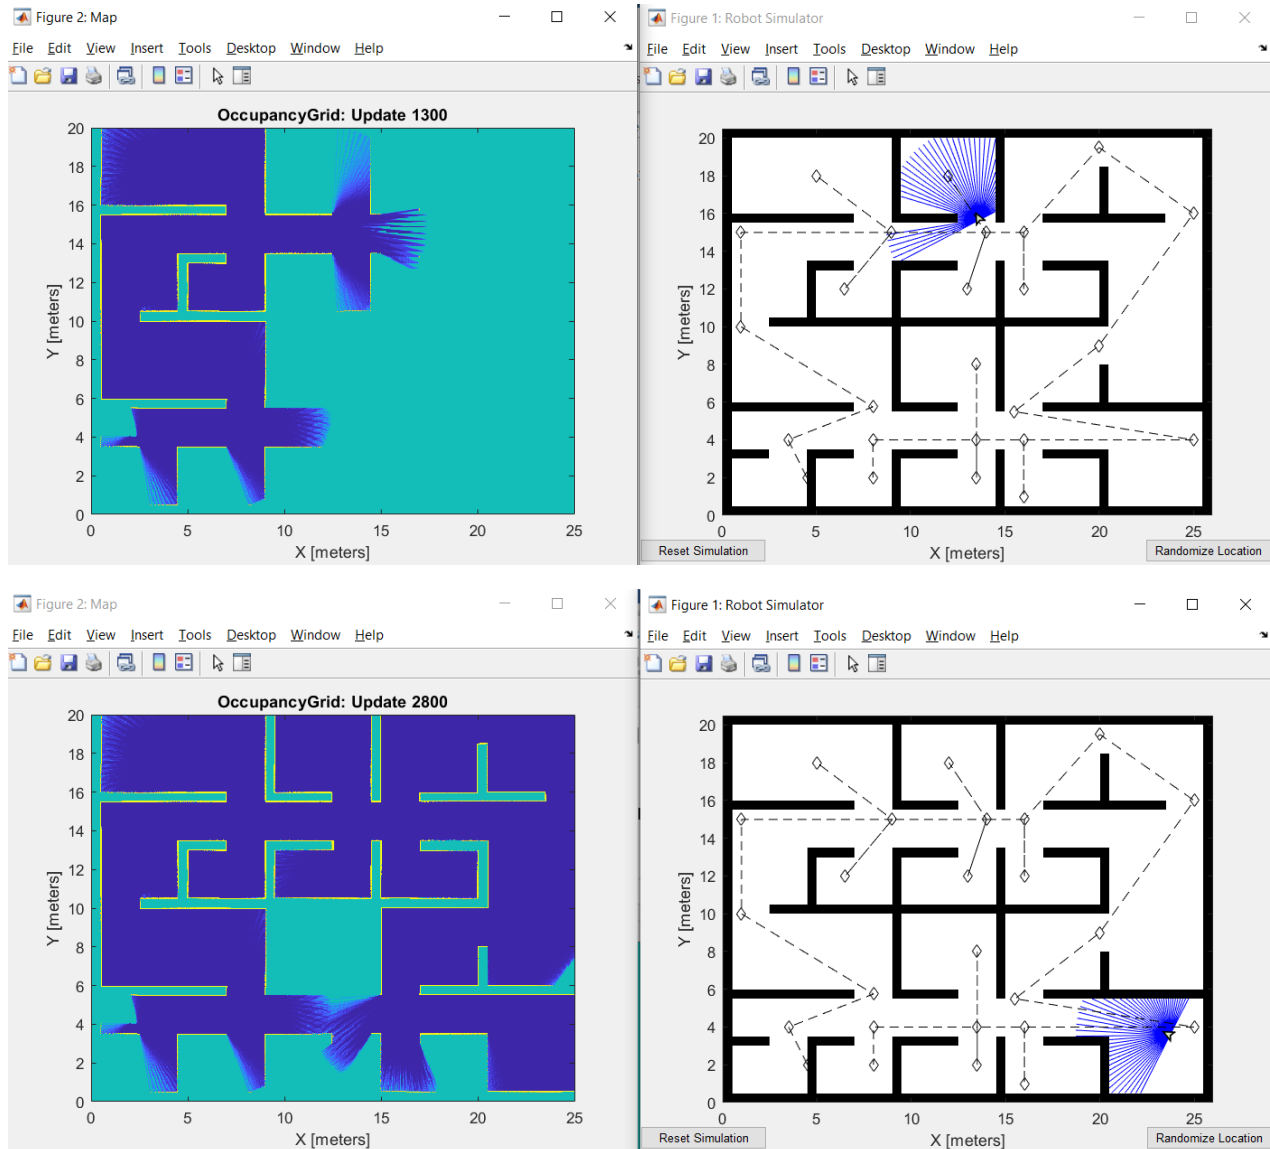 Figure 2: Map
File Edit View Insert Tools Desktop Window Help
OccupancyGrid: Update 1300
20
18
16
14
12
10
8
6
4
2
0
Y [meters]
0 5 10 15 20 25
X [meters]
Figure 1: Robot Simulator
File Edit View Insert Tools Desktop Window Help
20
18
16
14
12
10
8
6
4
2
0
Y [meters]
5 10 15 20 25
X [meters]
Reset Simulation
Randomize Location
Figure 2: Map
File Edit View Insert Tools Desktop Window Help
OccupancyGrid: Update 2800
20
18
16
14
12
10
8
6
4
2
0
Y [meters]
0 5 10 15 20 25
X [meters]
Figure 1: Robot Simulator
File Edit View Insert Tools Desktop Window Help
20
18
16
14
12
10
8
6
4
2
0
Y [meters]
5 10 15 20 25
X [meters]
Reset Simulation
Randomize Location